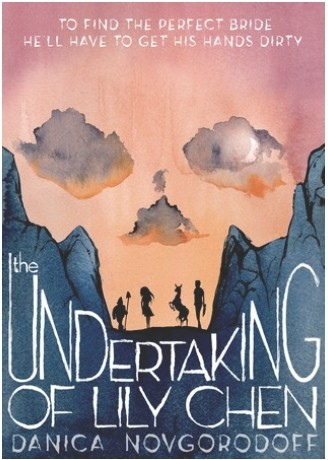 TO FIND THE PERFECT BRIDE
HE'LL HAVE TO GET HIS HANDS DIRTY
the
UNDERTAKING
OF LILY CHEN
DANICA NOVGORODOFF